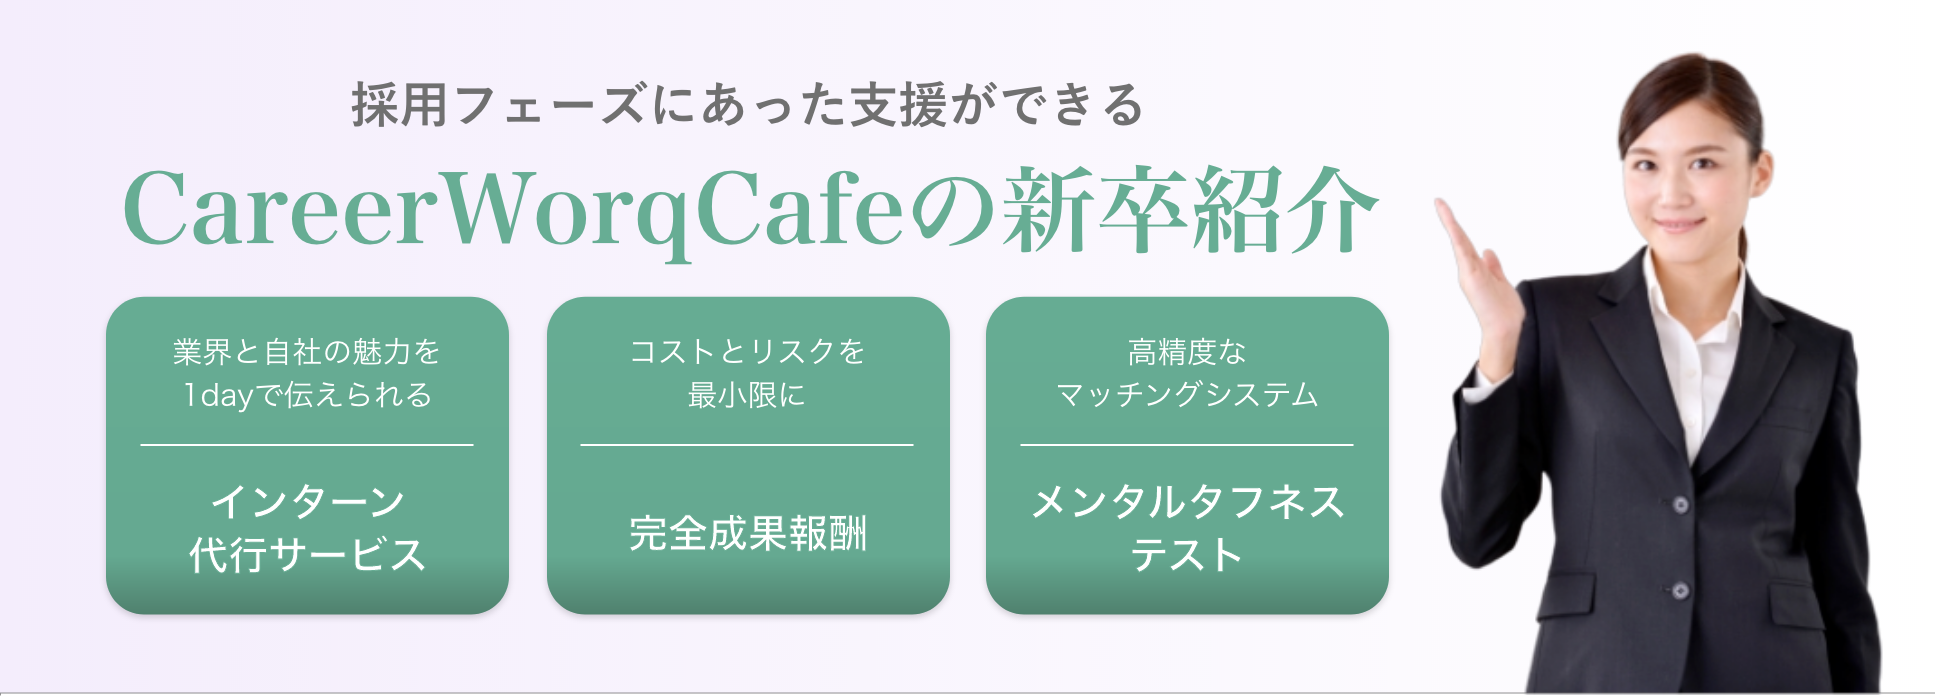 採用フェーズにあった支援ができる
CareerWorqCafeの新卒紹介
業界と自社の魅力を
1dayで伝えられる
インターン
代行サービス
コストとリスクを
最小限に
完全成果報酬
高精度な
マッチングシステム
メンタルタフネス
テスト